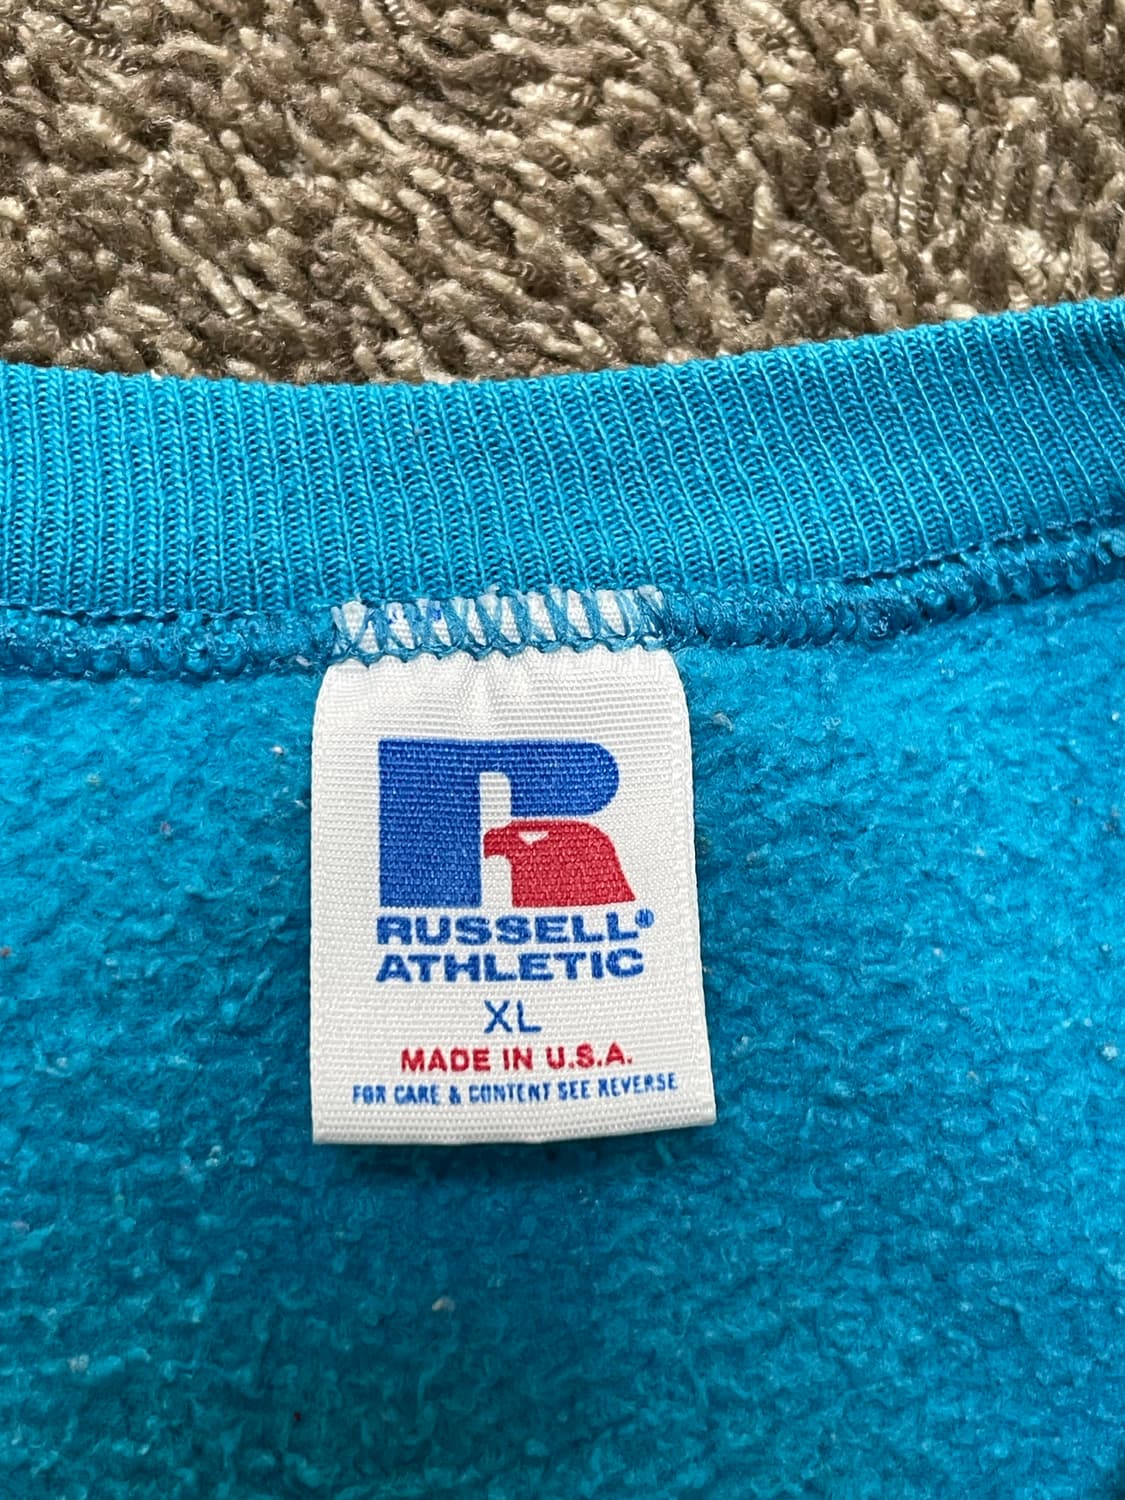 RUSSELL®
ATHLETIC
XL
MADE IN U.S.A.
FOR CARE & CONTENT SEE REVERSE